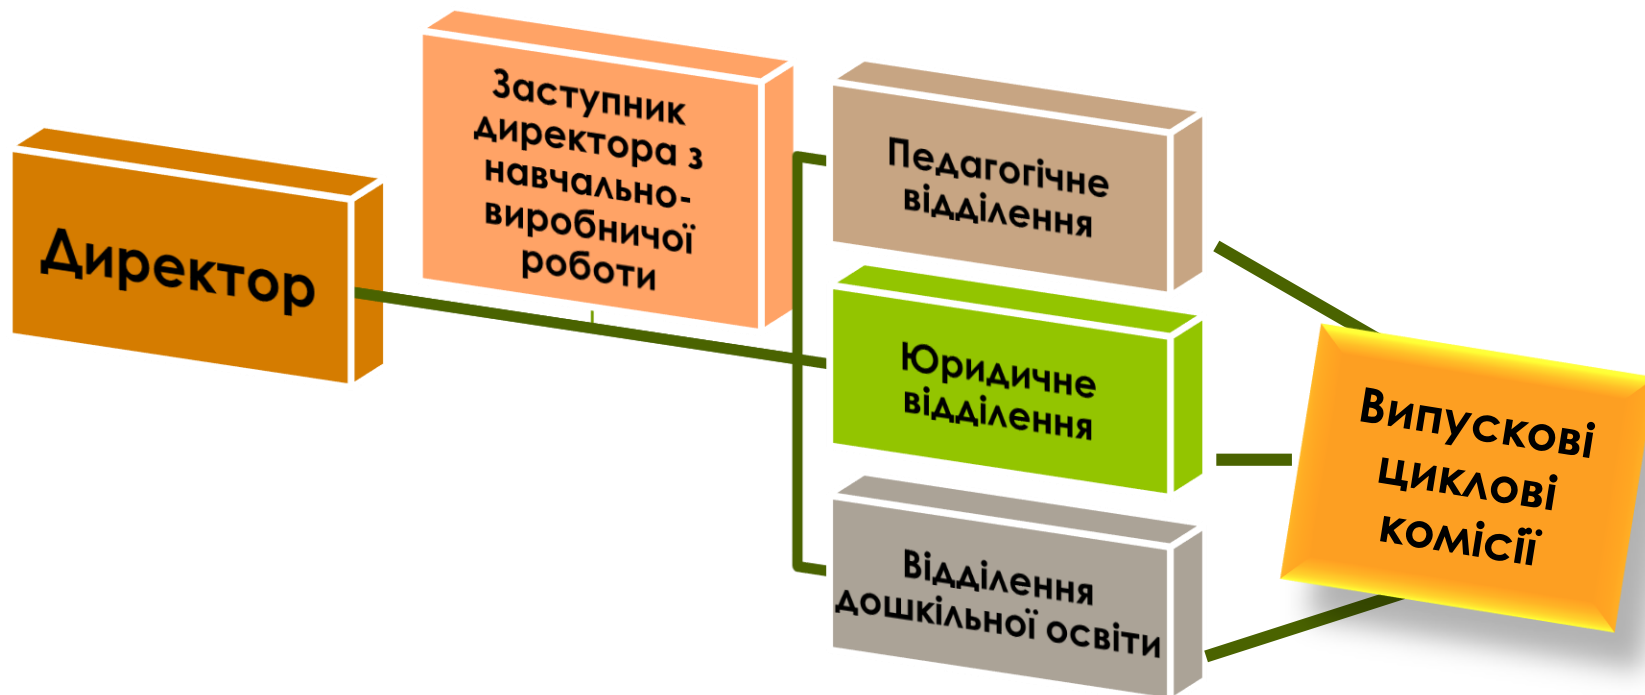 Директор
Заступник
директора з
навчально-
виробничої
роботи
Педагогічне
відділення
Юридичне
відділення
Відділення
дошкільної освіти
Випускові
циклові
комісії